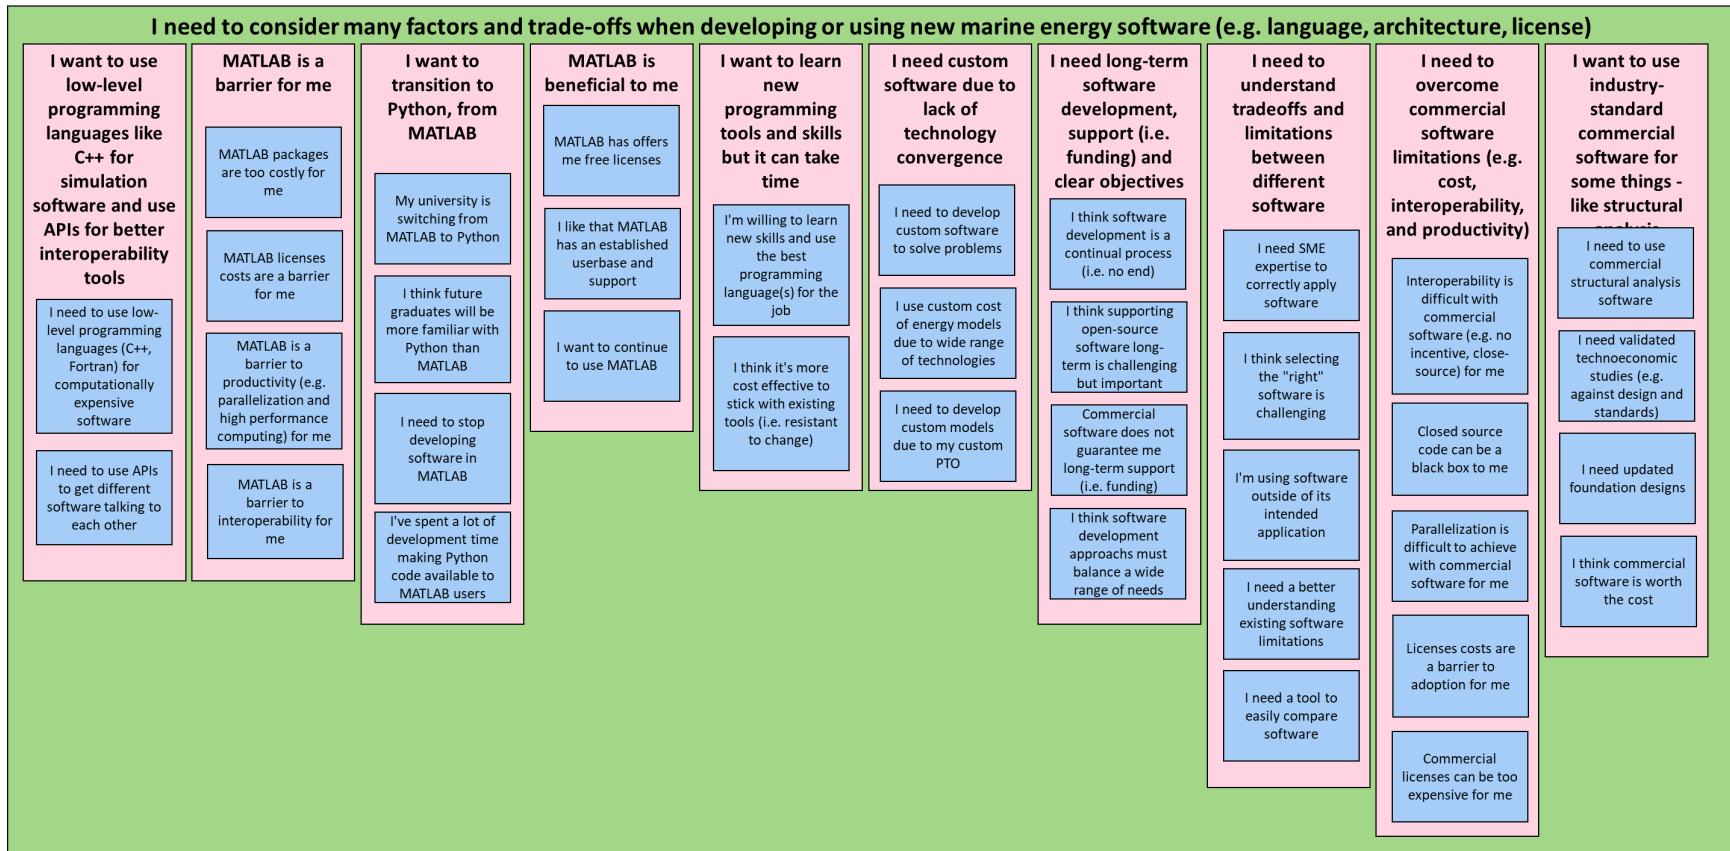 I need to consider many factors and trade-offs when developing or using new marine energy software (e.g. language, architecture, license)
I want to use
low-level
programming
languages like
C++ for
simulation
software and use
APIs for better
interoperability
tools
I need to use low-
level programming
languages (C++,
Fortran) for
computationally
expensive
software
I need to use APIs
to get different
software talking to
each other
MATLAB is a
barrier for me
MATLAB packages
are too costly for
me
MATLAB licenses
costs are a barrier
for me
MATLAB is a
barrier to
productivity (e.g.
parallelization and
high performance
computing) for me
MATLAB is a
barrier to
interoperability for
me
I want to
transition to
Python, from
MATLAB
My university is
switching from
MATLAB to Python
I think future
graduates will be
more familiar with
Python than
MATLAB
I need to stop
developing
software in
MATLAB
I've spent a lot of
development time
making Python
code available to
MATLAB users
MATLAB is
beneficial to me
MATLAB has offers
me free licenses
I like that MATLAB
has an established
userbase and
support
I want to continue
to use MATLAB
I want to learn
new
programming
tools and skills
but it can take
time
I'm willing to learn
new skills and use
the best
programming
language(s) for the
job
I think it's more
cost effective to
stick with existing
tools (i.e. resistant
to change)
I need custom
software due to
lack of
technology
convergence
I need to develop
custom software
to solve problems
I use custom cost
of energy models
due to wide range
of technologies
I need to develop
custom models
due to my custom
PTO
I need long-term
software
development,
support (i.e.
funding) and
clear objectives
I think software
development is a
continual process
(i.e. no end)
I think supporting
open-source
software long-
term is challenging
but important
Commercial
software does not
guarantee me
long-term support
(i.e. funding)
I think software
development
approachs must
balance a wide
range of needs
I need to
understand
tradeoffs and
limitations
between
different
software
I need SME
expertise to
correctly apply
software
I think selecting
the "right"
software is
challenging
I'm using software
outside of its
intended
application
I need a better
understanding
existing software
limitations
I need a tool to
easily compare
software
I need to
overcome
commercial
software
limitations (e.g.
cost,
interoperability,
and productivity)
Interoperability is
difficult with
commercial
software (e.g. no
incentive, close-
source) for me
Closed source
code can be a
black box to me
Parallelization is
difficult to achieve
with commercial
software for me
Licenses costs are
a barrier to
adoption for me
Commercial
licenses can be too
expensive for me
I want to use
industry-
standard
commercial
software for
some things -
like structural
analysis
I need to use
commercial
structural analysis
software
I need validated
technoeconomic
studies (e.g.
against design and
standards)
I need updated
foundation designs
I think commercial
software is worth
the cost